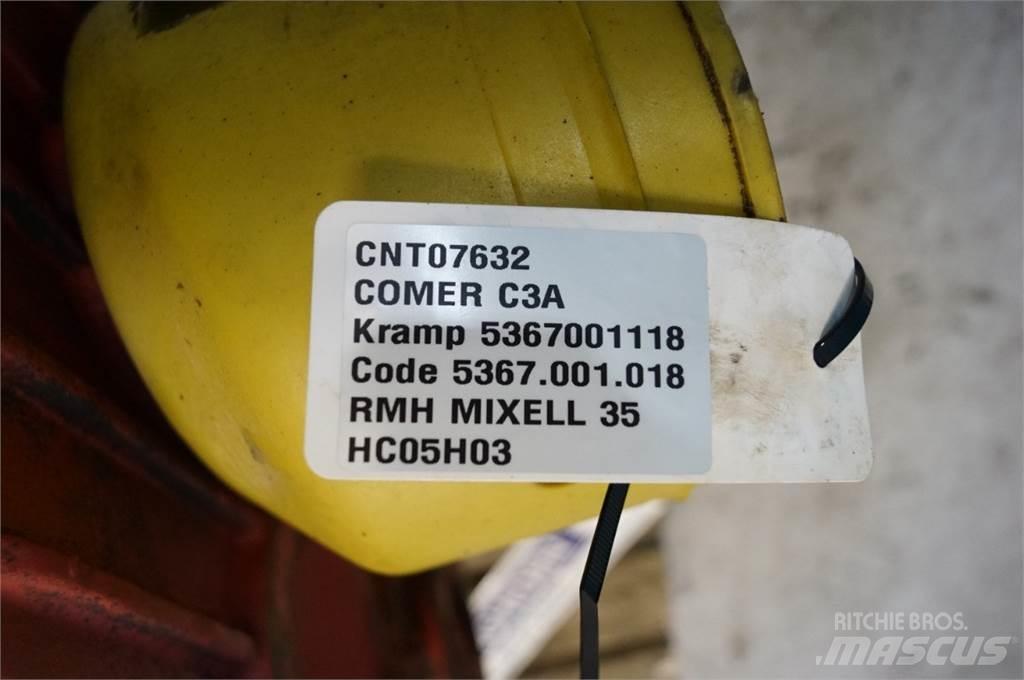 CNT07632
COMER C3A
Kramp 5367001118
Code 5367.001.018
RMH MIXELL 35
HC05H03
RITCHIE BROS.
MASCUS